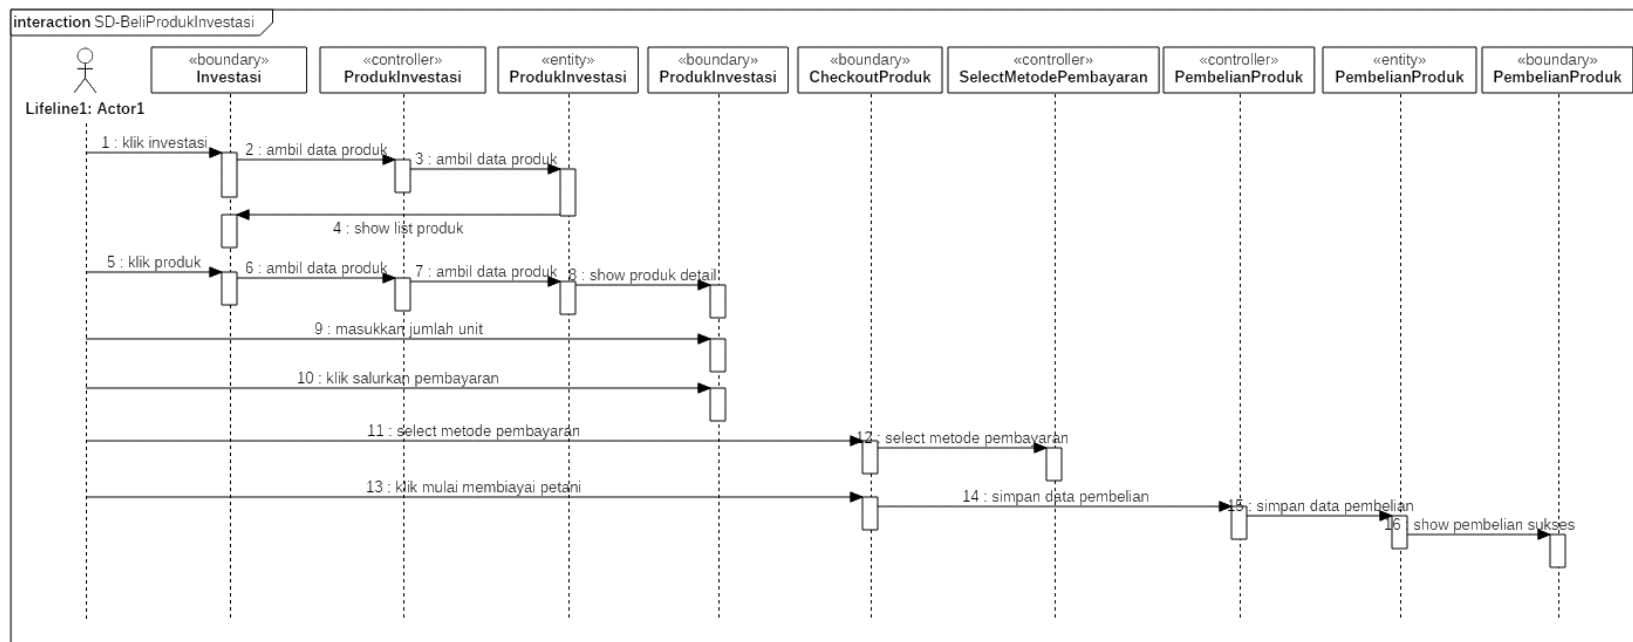 interaction SD-BeliProdukInvestasi
Lifeline1: Actor1
«boundary»
Investasi
«controller»
ProdukInvestasi
«entity»
ProdukInvestasi
«boundary»
ProdukInvestasi
«boundary»
CheckoutProduk
«controller»
SelectMetodePembayaran
«controller»
PembelianProduk
«entity»
PembelianProduk
«boundary»
PembelianProduk
1 : klik investasi
2 : ambil data produk
3 : ambil data produk
4 : show list produk
5 : klik produk
6 : ambil data produk
7 : ambil data produk
8 : show produk detail
9 : masukkan jumlah unit
10 : klik salurkan pembayaran
11 : select metode pembayaran
12 : select metode pembayaran
13 : klik mulai membiayai petani
14 : simpan data pembelian
15 : simpan data pembelian
16 : show pembelian sukses